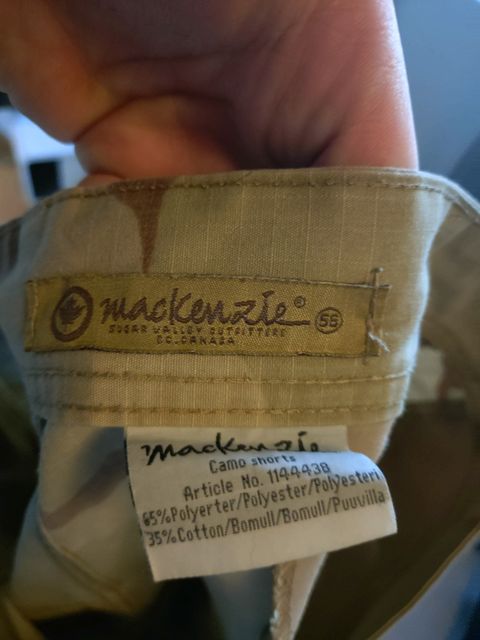 mackenzie® 56
SUGAR VALLEY OUTFITTERS
BC.CANADA
mackenzie
Camo shorts
Article No. 1144438
65%Polyerter/Polyester/Polyesteri
35%Cotton/Bomull/Bomull/Puuvilla